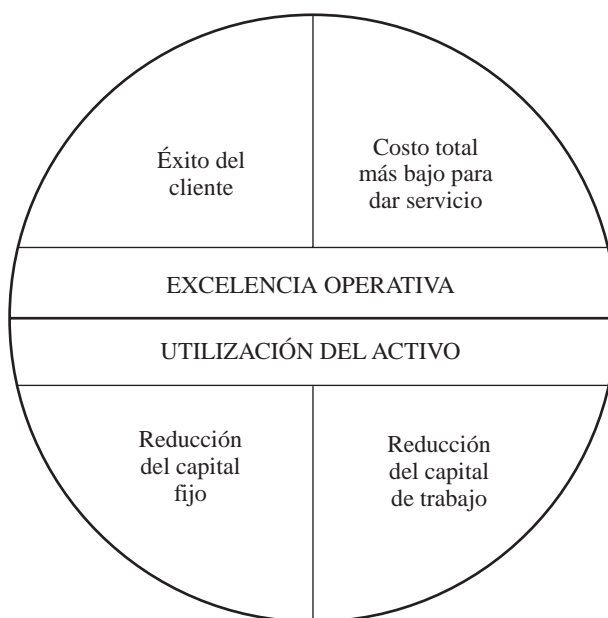 Éxito del
cliente
Costo total
más bajo para
dar servicio
EXCELENCIA OPERATIVA
UTILIZACIÓN DEL ACTIVO
Reducción
del capital
fijo
Reducción
del capital
de trabajo